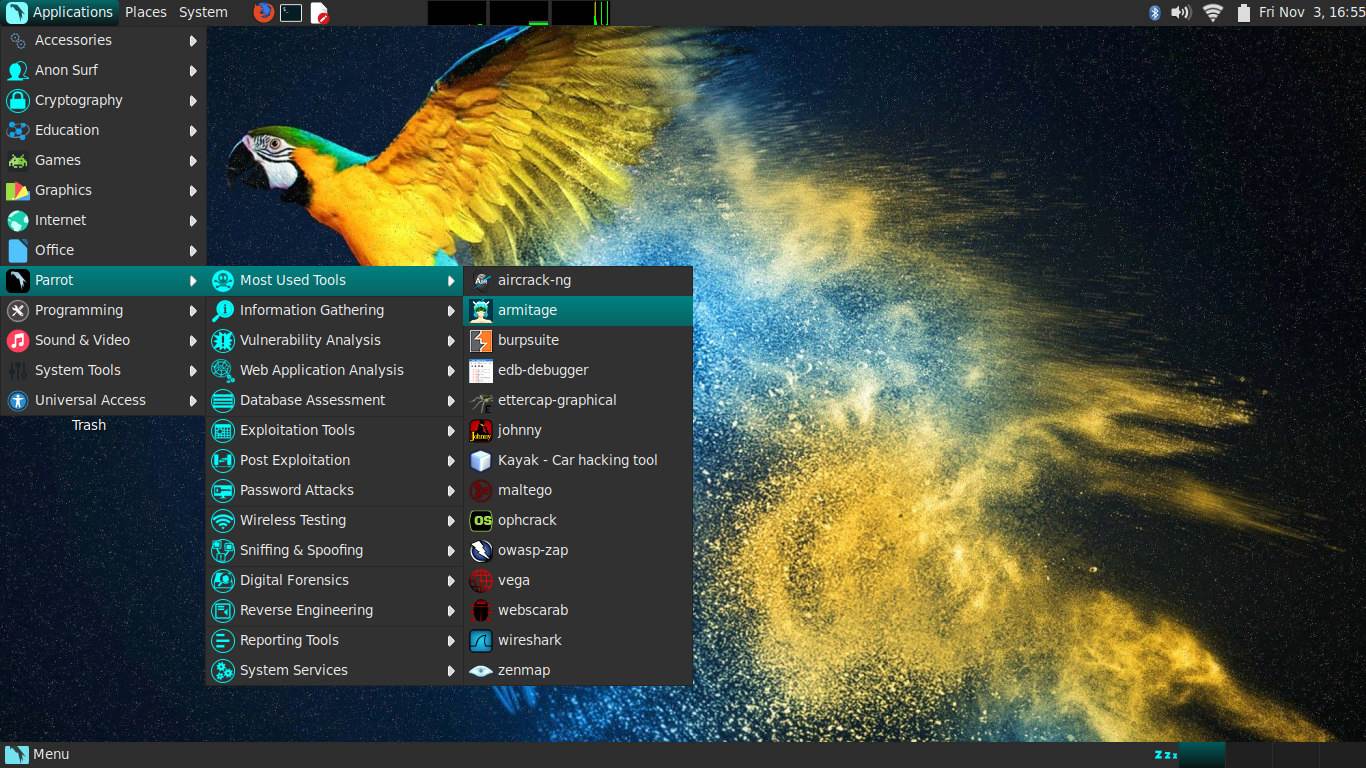 Applications Places System Fri Nov 3, 16:55
Accessories
Anon Surf
Cryptography
Education
Games
Graphics
Internet
Office
Parrot
Programming
Sound & Video
System Tools
Universal Access
Trash
Most Used Tools
Information Gathering
Vulnerability Analysis
Web Application Analysis
Database Assessment
Exploitation Tools
Post Exploitation
Password Attacks
Wireless Testing
Sniffing & Spoofing
Digital Forensics
Reverse Engineering
Reporting Tools
System Services
aircrack-ng
armitage
burpsuite
edb-debugger
ettercap-graphical
johnny
Kayak - Car hacking tool
maltego
ophcrack
owasp-zap
vega
webscarab
wireshark
zenmap
Menu
zzz